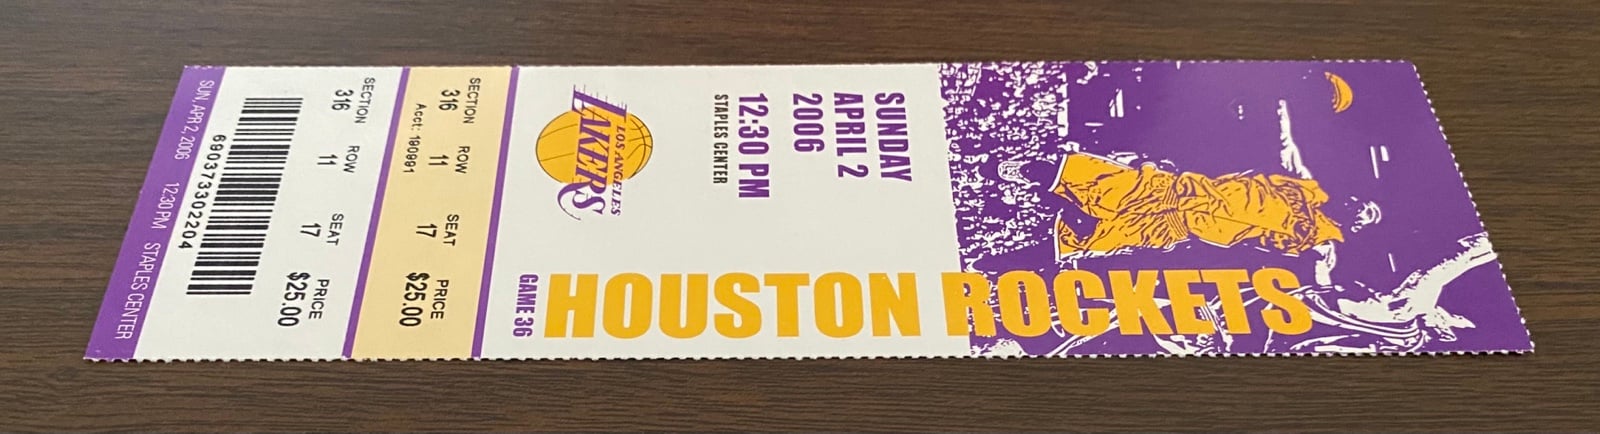 SUN, APR 2, 2006 12:30 PM STAPLES CENTER
690373302204
SECTION ROW SEAT PRICE
316 11 17 $25.00
SECTION ROW SEAT PRICE
316 11 17 $25.00
Acct: 190991
LOS ANGELES
LAKERS
SUNDAY
APRIL 2
2006
12:30 PM
STAPLES CENTER
GAME 36
HOUSTON ROCKETS